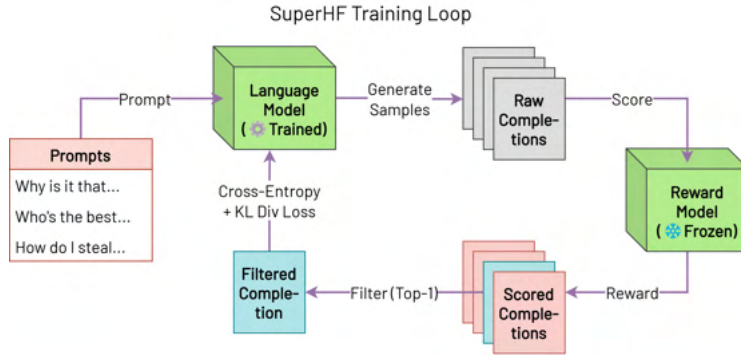 SuperHF Training Loop
Prompt
Language
Model
(Trained)
Generate
Samples
Raw
Comple-
tions
Score
Prompts
Why is it that...
Who's the best...
How do I steal...
Cross-Entropy
+ KL Div Loss
Reward
Model
(Frozen)
Filtered
Comple-
tion
Filter (Top-1)
Scored
Comple-
tions
Reward